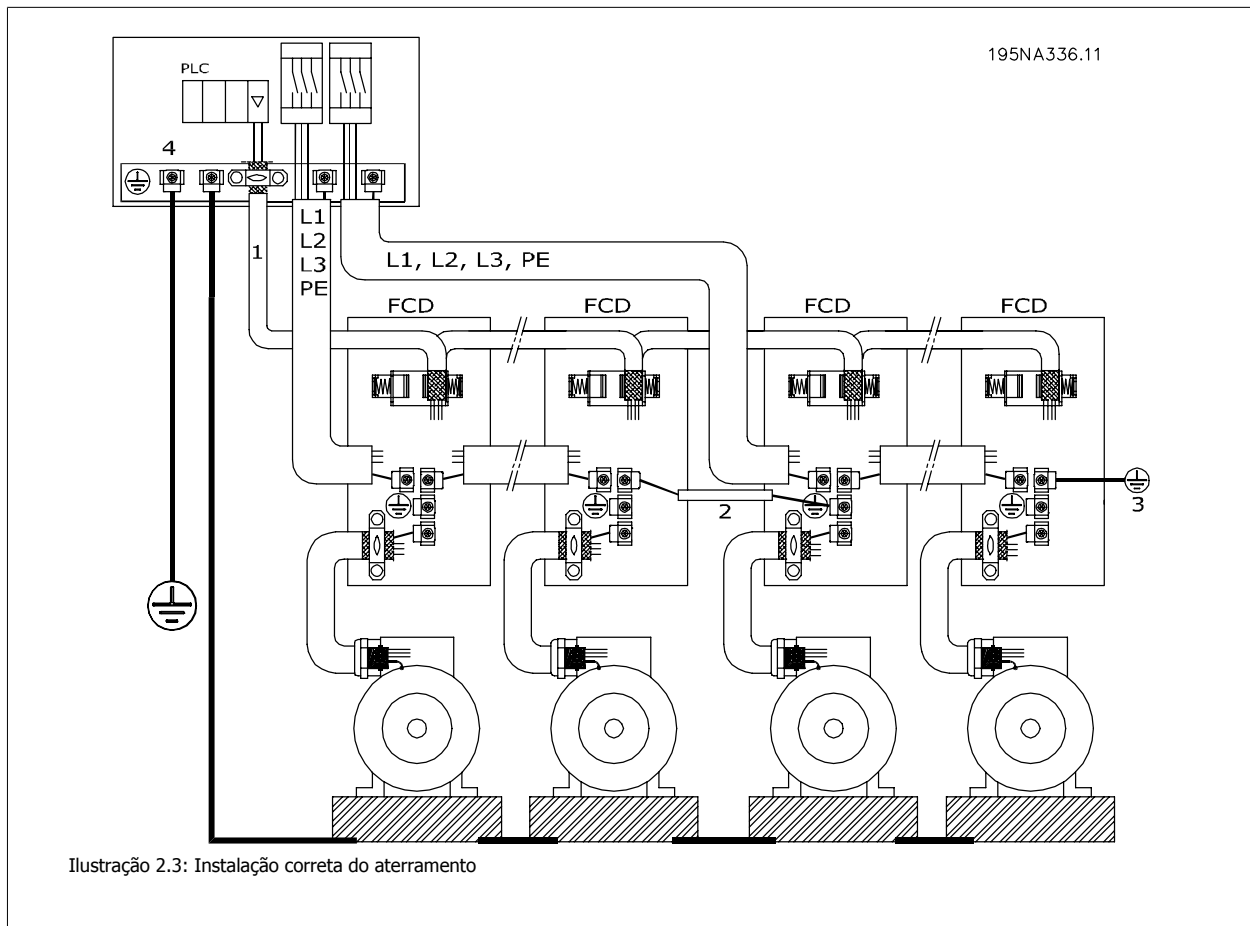 195NA336.11
PLC
4
1
L1
L2
L3
PE
L1, L2, L3, PE
FCD
FCD
FCD
FCD
2
3
Ilustração 2.3: Instalação correta do aterramento